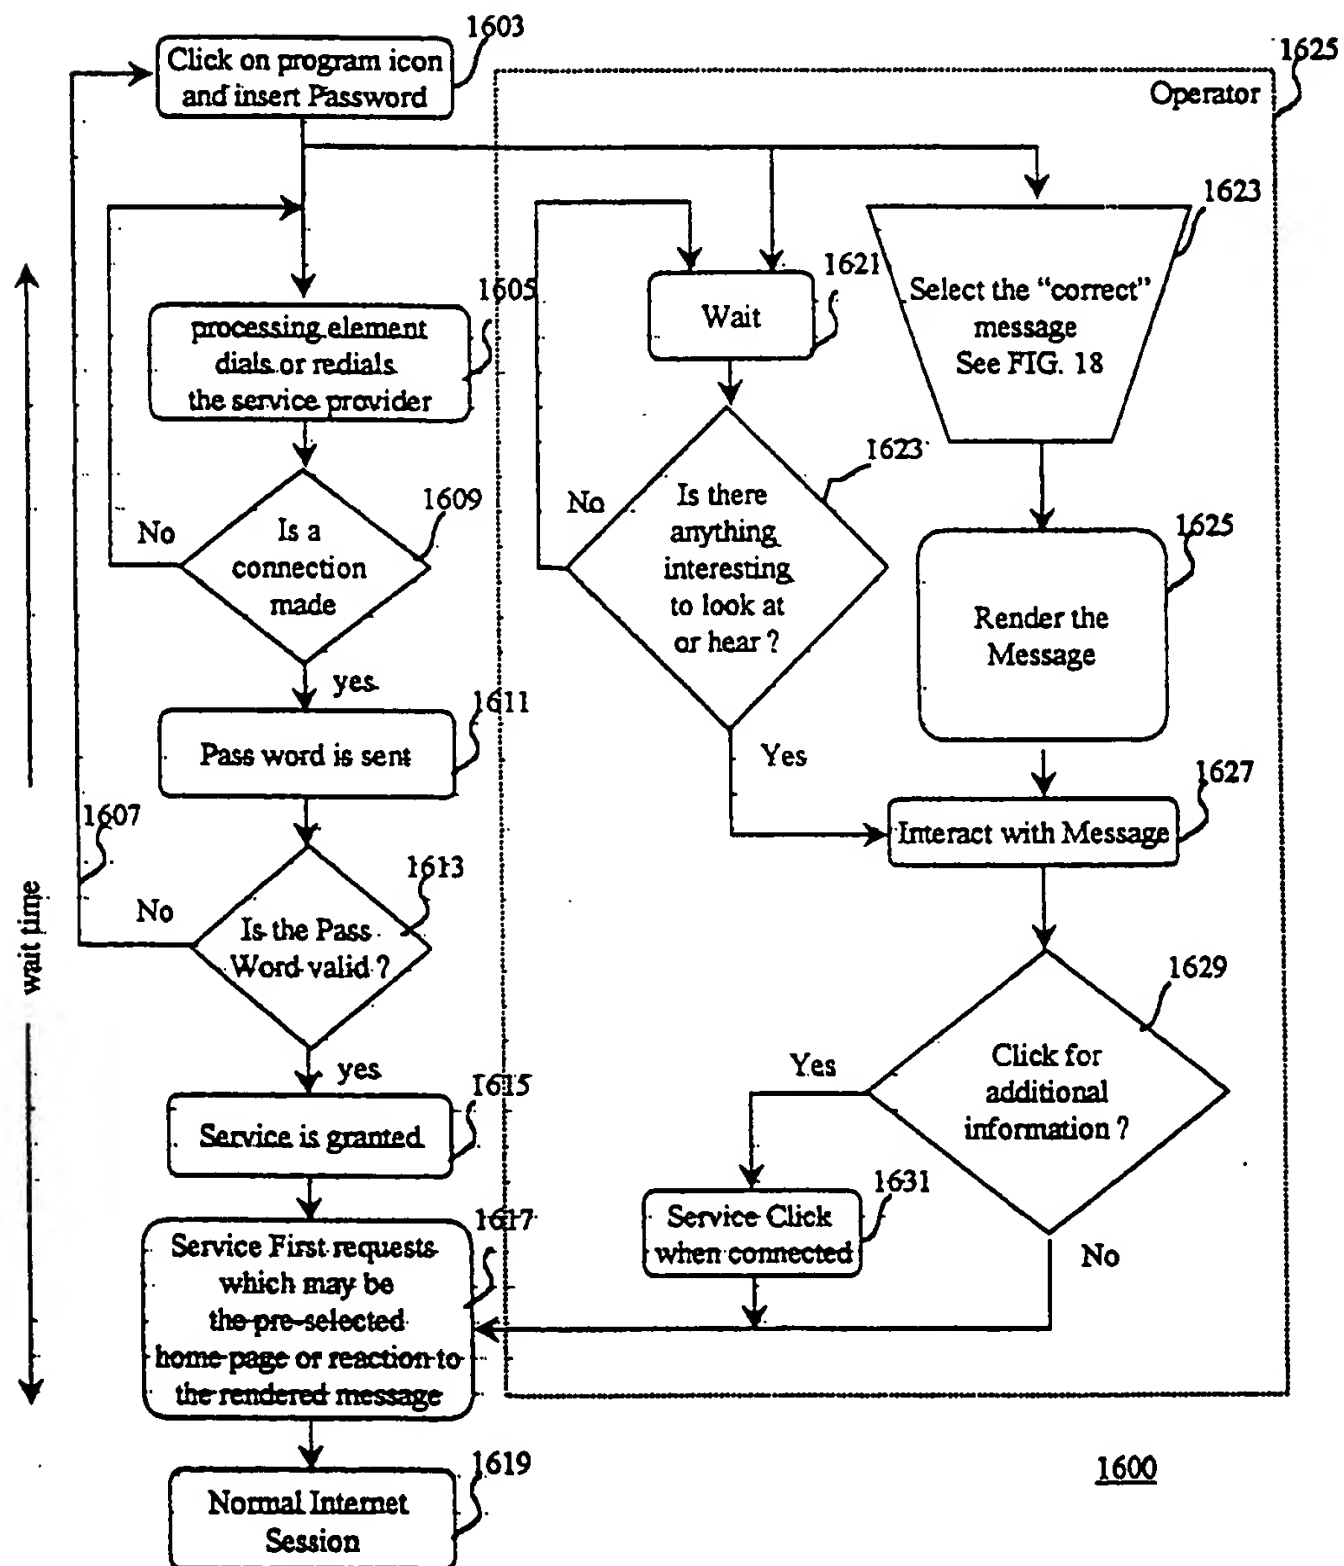 1603
Click on program icon
and insert Password
1625
Operator
1623
1605
processing element
dials or redials
the service provider
1621
Wait
Select the “correct”
message
See FIG. 18
1609
No
Is a
connection
made
yes
1623
No
Is there
anything
interesting
to look at
or hear ?
Yes
1625
Render the
Message
1611
Pass word is sent
1627
Interact with Message
1607
wait time
1613
No
Is the Pass
Word valid ?
yes
1629
Click for
additional
information ?
Yes
No
1615
Service is granted
1631
Service Click
when connected
1617
Service First requests
which may be
the pre-selected
home page or reaction to
the rendered message
1619
Normal Internet
Session
1600